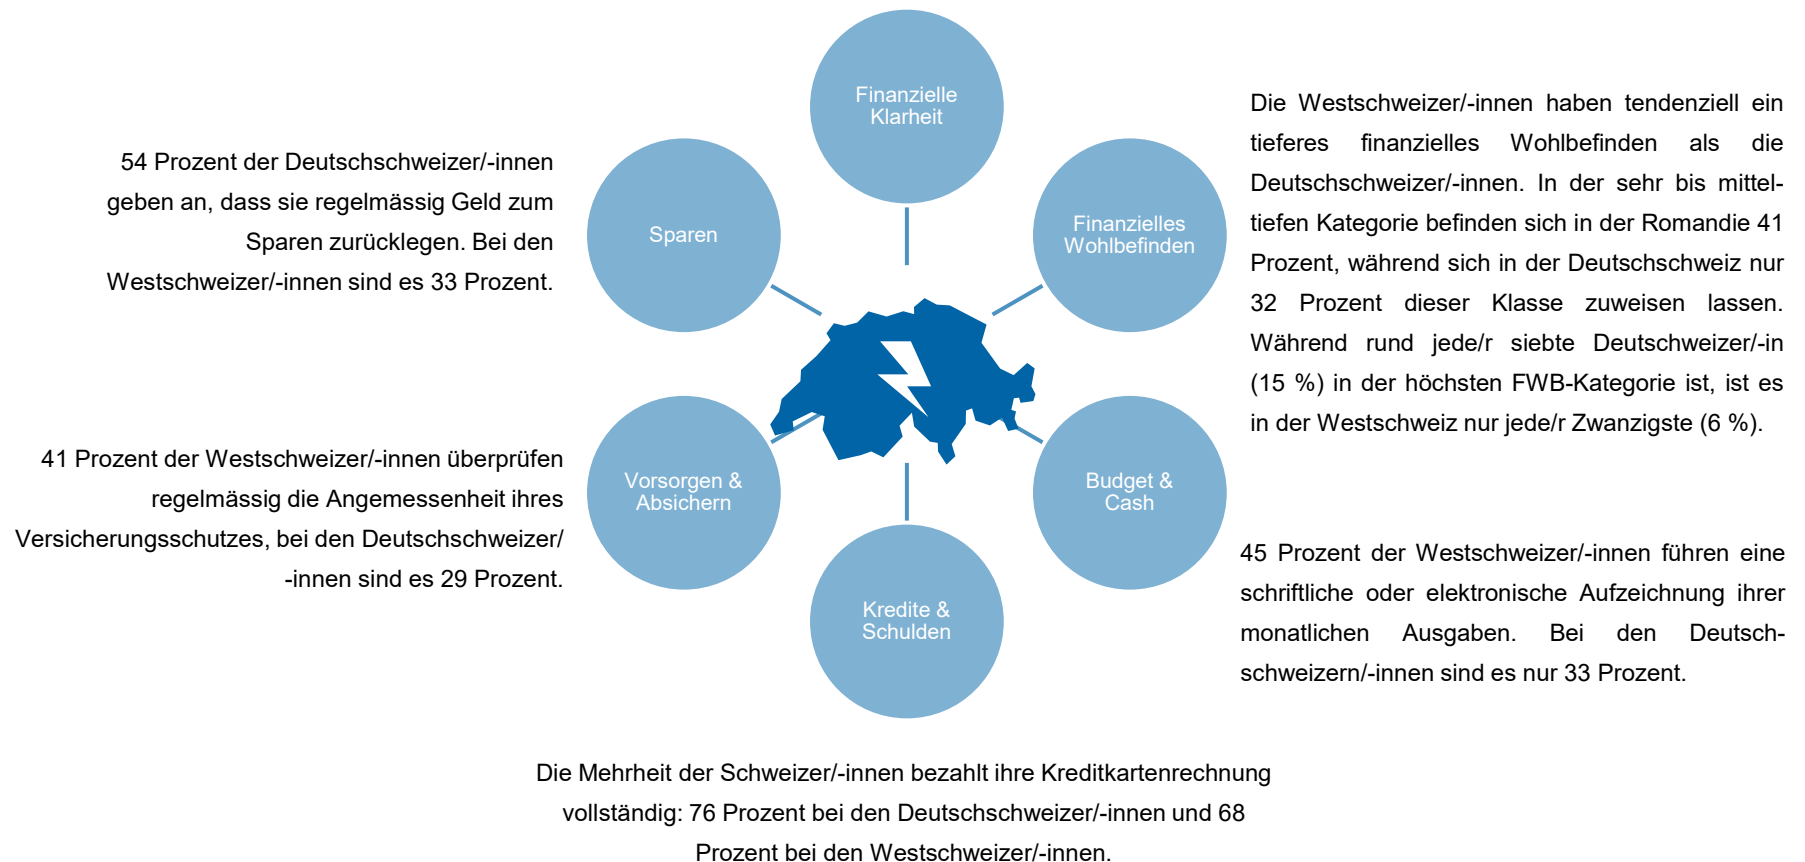 Finanzielle
Klarheit
54 Prozent der Deutschschweizer/-innen
geben an, dass sie regelmässig Geld zum
Sparen zurücklegen. Bei den
Westschweizer/-innen sind es 33 Prozent.
Sparen
Finanzielles
Wohlbefinden
Die Westschweizer/-innen haben tendenziell ein
tieferes finanzielles Wohlbefinden als die
Deutschschweizer/-innen. In der sehr bis mittel-
tiefen Kategorie befinden sich in der Romandie 41
Prozent, während sich in der Deutschschweiz nur
32 Prozent dieser Klasse zuweisen lassen.
Während rund jede/r siebte Deutschweizer/-in
(15 %) in der höchsten FWB-Kategorie ist, ist es
in der Westschweiz nur jede/r Zwanzigste (6 %).
41 Prozent der Westschweizer/-innen überprüfen
regelmässig die Angemessenheit ihres
Versicherungsschutzes, bei den Deutschschweizer/
-innen sind es 29 Prozent.
Vorsorgen &
Absichern
Budget &
Cash
45 Prozent der Westschweizer/-innen führen eine
schriftliche oder elektronische Aufzeichnung ihrer
monatlichen Ausgaben. Bei den Deutsch-
schweizern/-innen sind es nur 33 Prozent.
Kredite &
Schulden
Die Mehrheit der Schweizer/-innen bezahlt ihre Kreditkartenrechnung
vollständig: 76 Prozent bei den Deutschschweizer/-innen und 68
Prozent bei den Westschweizer/-innen.